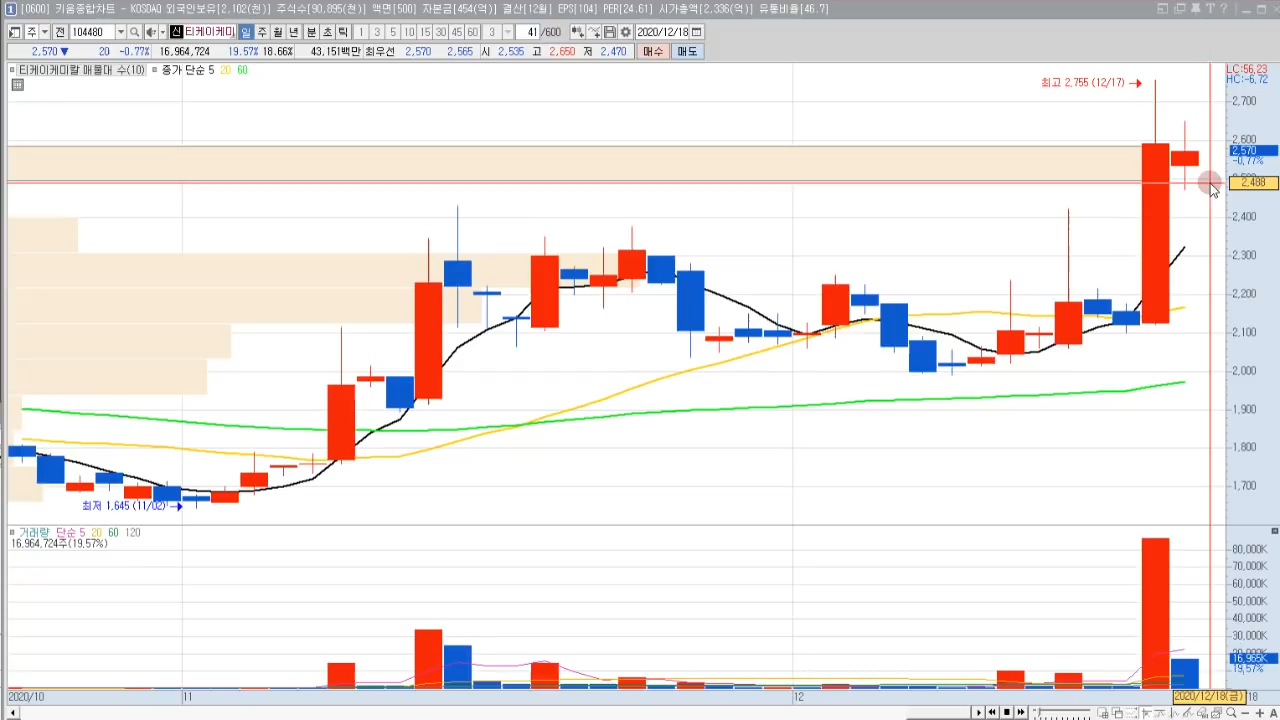 [0600] 키움종합차트 - KOSDAQ 외국인보유[2,102(천)] 주식수[90,895(천)] 액면[500] 자본금[454(억)] 결산[12월] EPS[104] PER[24.61] 시가총액[2,336(억)] 유통비율[46.7]
주 전 104480 신 티케이케미 일 주 월 년 분 초 틱 1 3 5 10 15 30 45 60 3 41 /600 2020/12/18
2,570 ▼ 20 -0.77% 16,964,724 19.57% 18.66% 43,151백만 최우선 2,570 2,565 시 2,535 고 2,650 저 2,470 매수 매도
티케이케미칼 매물대 수(10) 종가 단순 5 20 60
LC:56.23
HC:-6.72
최고 2,755 (12/17)
2,700
2,600
2,570
-0.77%
2,488
2,400
2,300
2,200
2,100
2,000
1,900
1,800
1,700
최저 1,645 (11/02)
거래량 단순 5 20 60 120
16,964,724주(19.57%)
80,000K
70,000K
60,000K
50,000K
40,000K
30,000K
16,965K
19.57%
2020/10 11 12 2020/12/18(금) 18